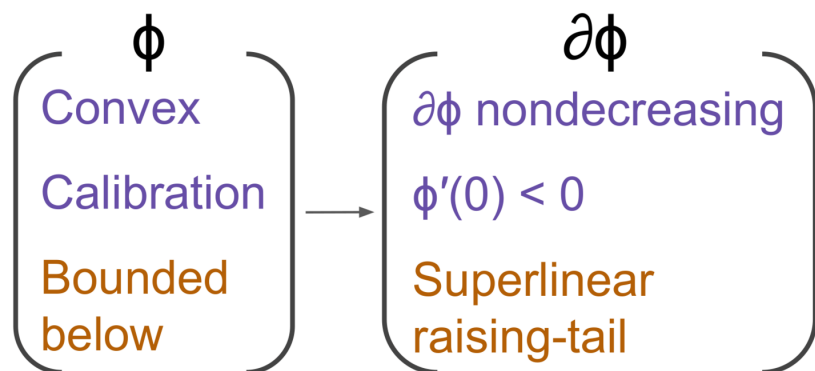 ϕ
Convex
Calibration
Bounded
below
∂ϕ
∂ϕ nondecreasing
ϕ′(0) < 0
Superlinear
raising-tail